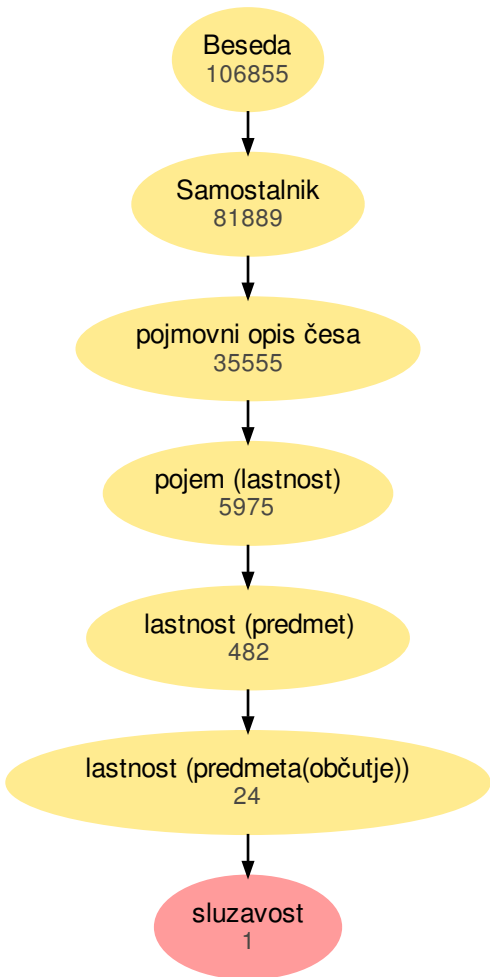 Beseda
106855
Samostalnik
81889
pojmovni opis česa
35555
pojem (lastnost)
5975
lastnost (predmet)
482
lastnost (predmeta(občutje))
24
sluzavost
1